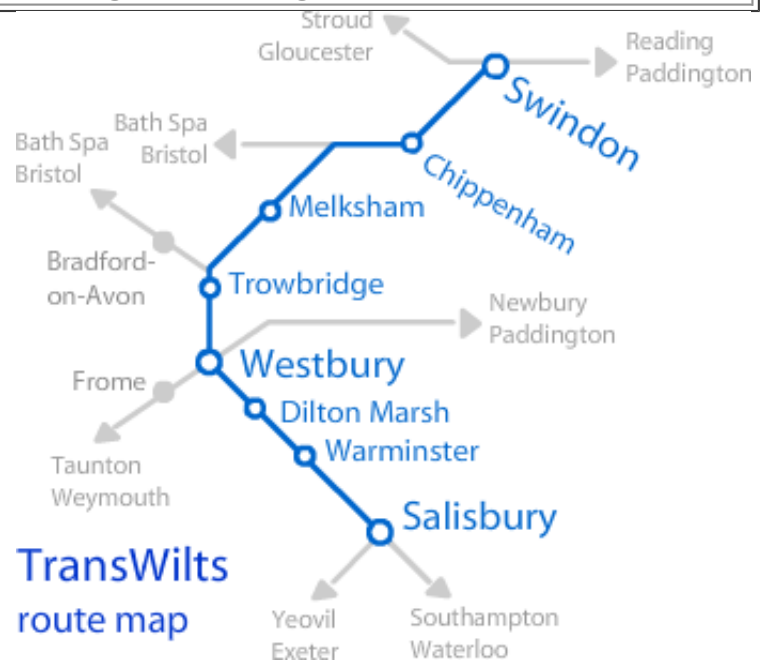 Stroud
Gloucester
Reading
Paddington
Swindon
Bath Spa
Bristol
Bath Spa
Bristol
Chippenham
Melksham
Bradford-
on-Avon
Trowbridge
Newbury
Paddington
Westbury
Frome
Dilton Marsh
Warminster
Taunton
Weymouth
Salisbury
TransWilts
route map
Yeovil
Exeter
Southampton
Waterloo